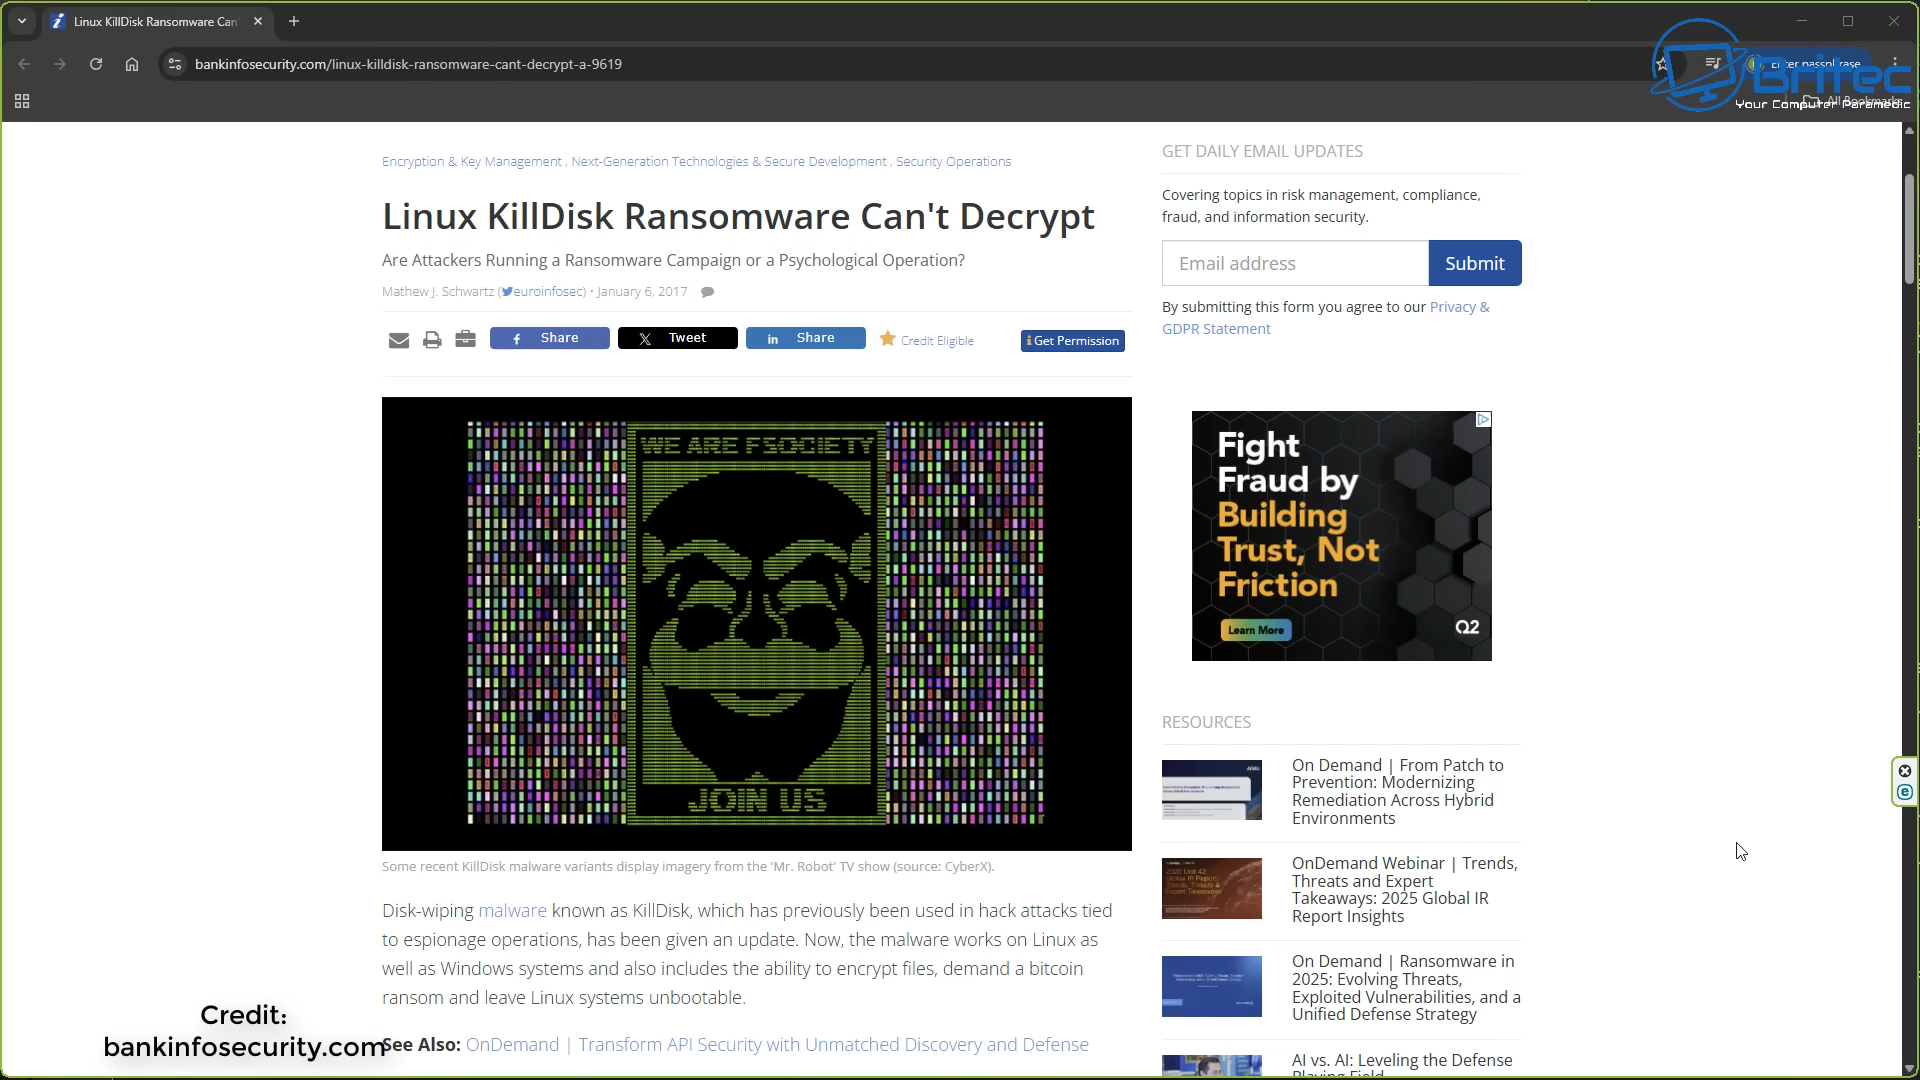 Linux KillDisk Ransomware Can'
bankinfosecurity.com/linux-killdisk-ransomware-cant-decrypt-a-9619
Enter passphrase
All Bookmarks
Britec
Your Computer Paramedic
Encryption & Key Management , Next-Generation Technologies & Secure Development , Security Operations
Linux KillDisk Ransomware Can't Decrypt
Are Attackers Running a Ransomware Campaign or a Psychological Operation?
Mathew J. Schwartz (euroinfosec) • January 6, 2017
Share
Tweet
Share
Credit Eligible
Get Permission
WE ARE FSOCIETY
JOIN US
Some recent KillDisk malware variants display imagery from the 'Mr. Robot' TV show (source: CyberX).
Disk-wiping malware known as KillDisk, which has previously been used in hack attacks tied
to espionage operations, has been given an update. Now, the malware works on Linux as
well as Windows systems and also includes the ability to encrypt files, demand a bitcoin
ransom and leave Linux systems unbootable.
See Also: OnDemand | Transform API Security with Unmatched Discovery and Defense
Credit:
bankinfosecurity.com
GET DAILY EMAIL UPDATES
Covering topics in risk management, compliance,
fraud, and information security.
Email address
Submit
By submitting this form you agree to our Privacy &
GDPR Statement
Fight
Fraud by
Building
Trust, Not
Friction
Learn More
Q2
RESOURCES
On Demand | From Patch to
Prevention: Modernizing
Remediation Across Hybrid
Environments
OnDemand Webinar | Trends,
Threats and Expert
Takeaways: 2025 Global IR
Report Insights
On Demand | Ransomware in
2025: Evolving Threats,
Exploited Vulnerabilities, and a
Unified Defense Strategy
AI vs. AI: Leveling the Defense
Playing Field